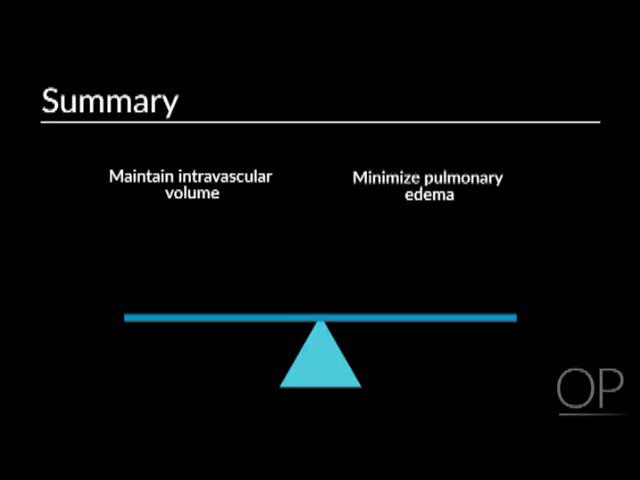 Summary
Maintain intravascular
volume
Minimize pulmonary
edema
OP